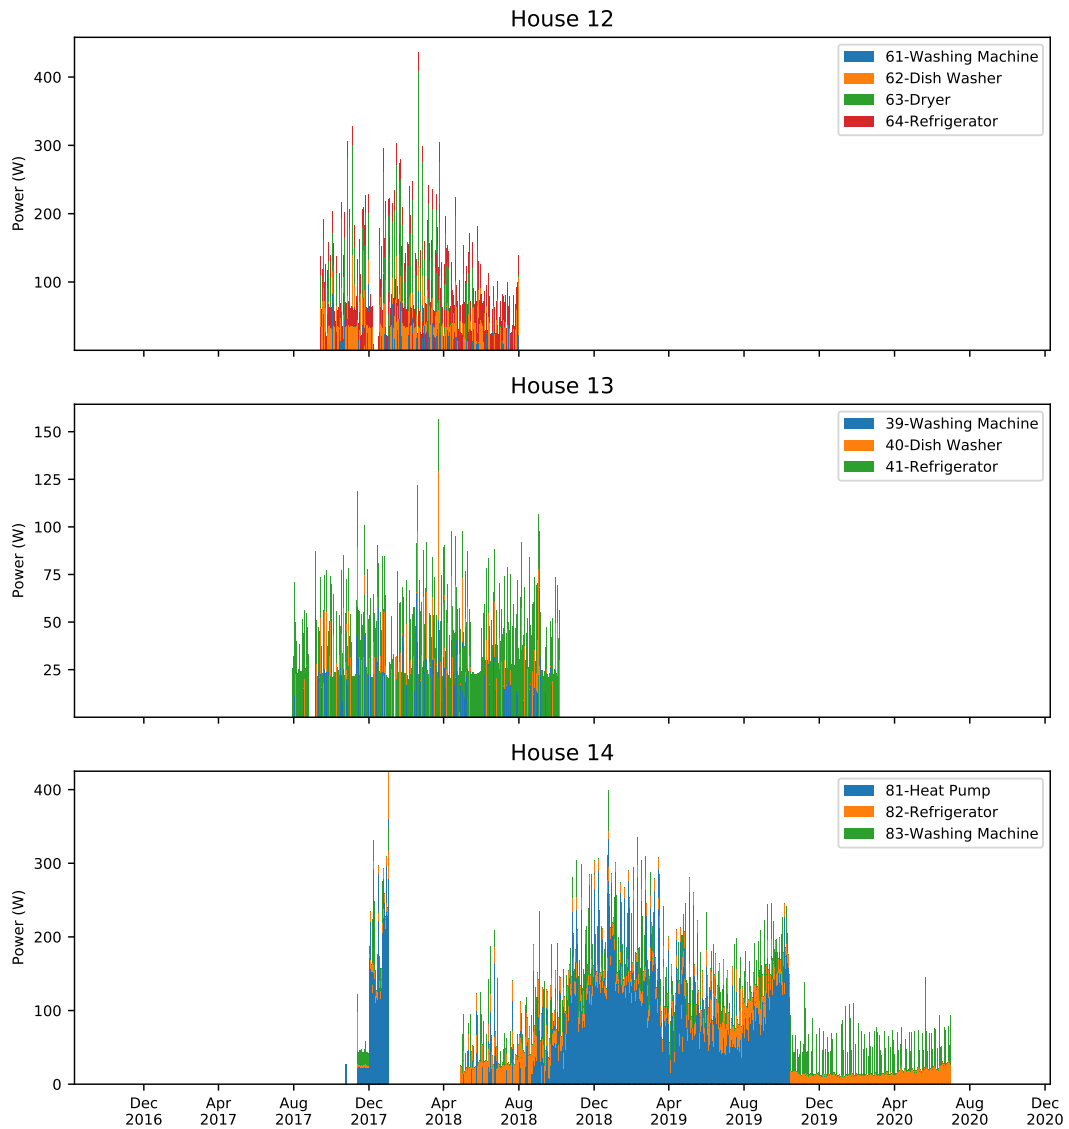 House 12
400
300
200
100
Power (W)
61-Washing Machine
62-Dish Washer
63-Dryer
64-Refrigerator
House 13
150
125
100
75
50
25
Power (W)
39-Washing Machine
40-Dish Washer
41-Refrigerator
House 14
400
300
200
100
0
Power (W)
81-Heat Pump
82-Refrigerator
83-Washing Machine
Dec Apr Aug Dec Apr Aug Dec Apr Aug Dec Apr Aug Dec
2016 2017 2017 2017 2018 2018 2018 2019 2019 2019 2020 2020 2020